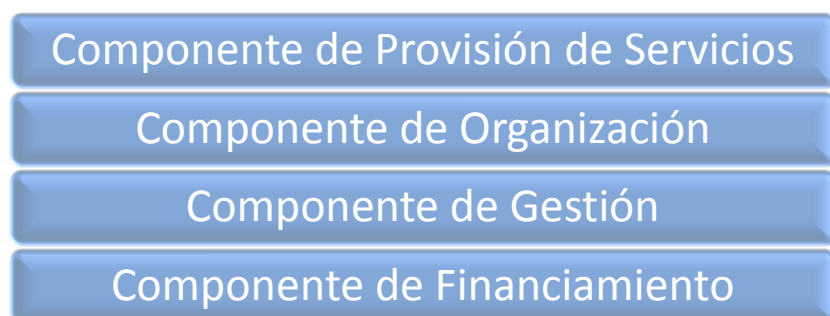 Componente de Provisión de Servicios
Componente de Organización
Componente de Gestión
Componente de Financiamiento